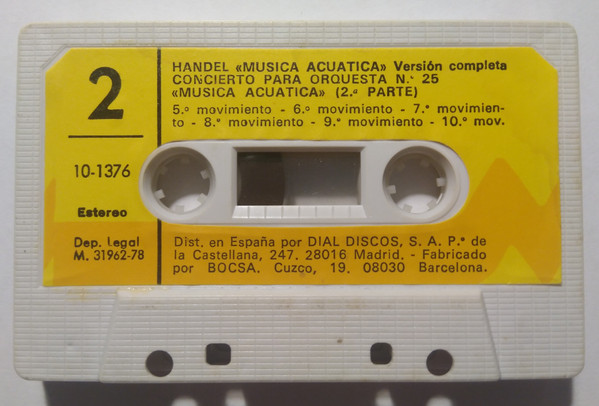 2
10-1376
Estereo
Dep. Legal
M. 31962-78
HANDEL «MUSICA ACUATICA» Versión completa
CONCIERTO PARA ORQUESTA N.º 25
«MUSICA ACUATICA» (2.ª PARTE)
5.º movimiento - 6.º movimiento - 7.º movimien-
to - 8.º movimiento - 9.º movimiento - 10.º mov.
Dist. en España por DIAL DISCOS, S. A. P.º de
la Castellana, 247. 28016 Madrid. - Fabricado
por BOCSA. Cuzco, 19. 08030 Barcelona.